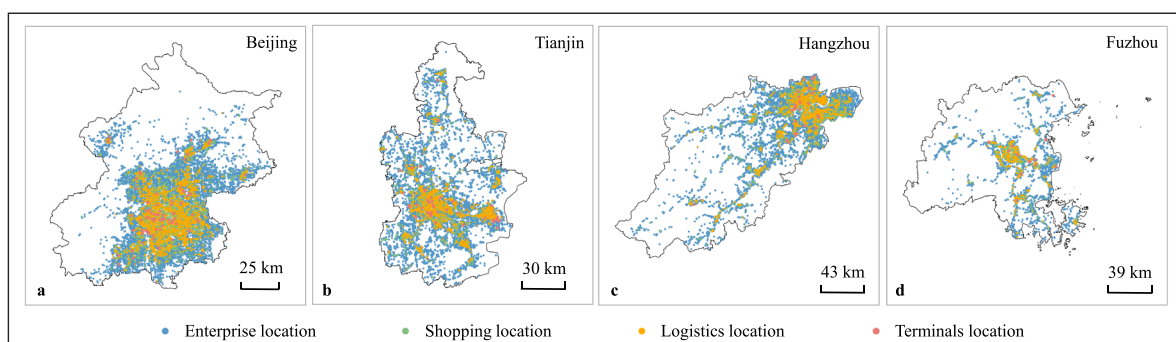 Beijing
Tianjin
Hangzhou
Fuzhou
25 km
30 km
43 km
39 km
a
b
c
d
Enterprise location
Shopping location
Logistics location
Terminals location